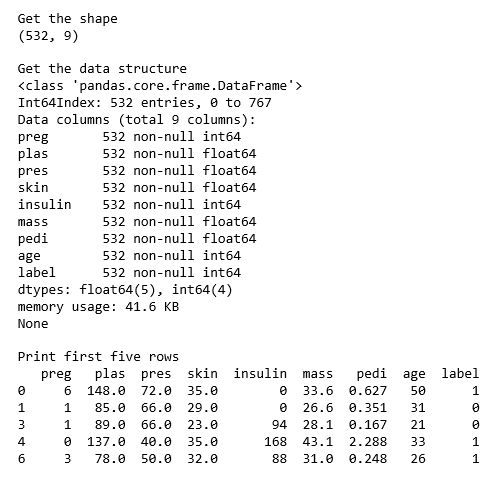 Get the shape
(532, 9)
Get the data structure
<class 'pandas.core.frame.DataFrame'>
Int64Index: 532 entries, 0 to 767
Data columns (total 9 columns):
preg       532 non-null int64
plas       532 non-null float64
pres       532 non-null float64
skin       532 non-null float64
insulin    532 non-null int64
mass       532 non-null float64
pedi       532 non-null float64
age        532 non-null int64
label      532 non-null int64
dtypes: float64(5), int64(4)
memory usage: 41.6 KB
None
Print first five rows
   preg   plas  pres  skin  insulin  mass   pedi  age  label
0     6  148.0  72.0  35.0        0  33.6  0.627   50      1
1     1   85.0  66.0  29.0        0  26.6  0.351   31      0
3     1   89.0  66.0  23.0       94  28.1  0.167   21      0
4     0  137.0  40.0  35.0      168  43.1  2.288   33      1
6     3   78.0  50.0  32.0       88  31.0  0.248   26      1